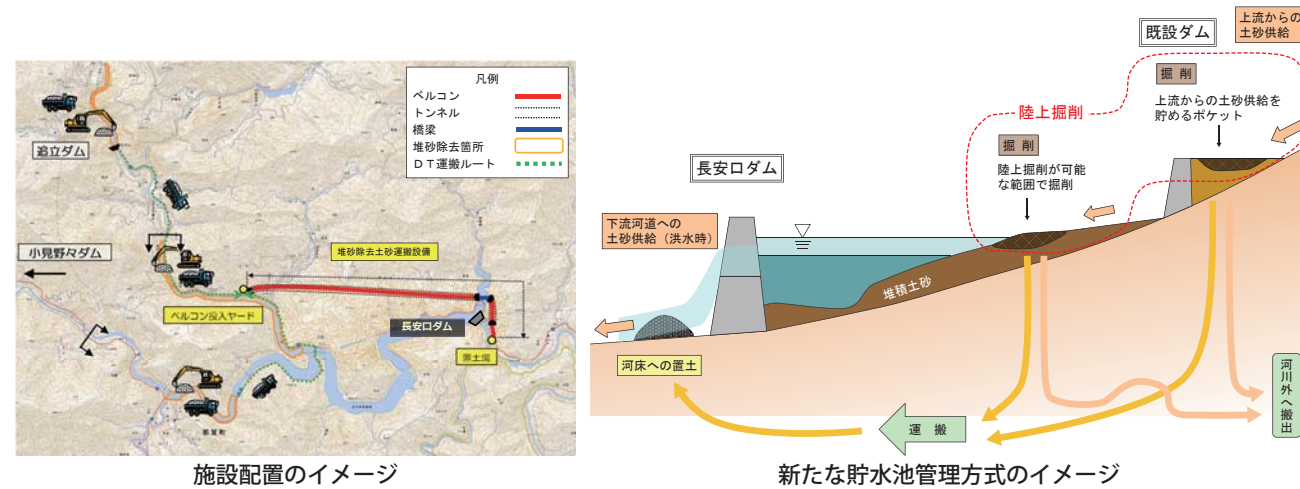 凡例
ベルコン
トンネル
橋梁
堆砂除去箇所
ＤＴ運搬ルート
追立ダム
小見野々ダム
堆砂除去土砂運搬設備
ベルコン投入ヤード
長安口ダム
置土場
那賀町
施設配置のイメージ
既設ダム
上流からの
土砂供給
掘 削
上流からの土砂供給を
貯めるポケット
陸上掘削
掘 削
陸上掘削が可能
な範囲で掘削
長安口ダム
下流河道への
土砂供給（洪水時）
堆積土砂
河床への置土
運 搬
河川外へ搬出
新たな貯水池管理方式のイメージ